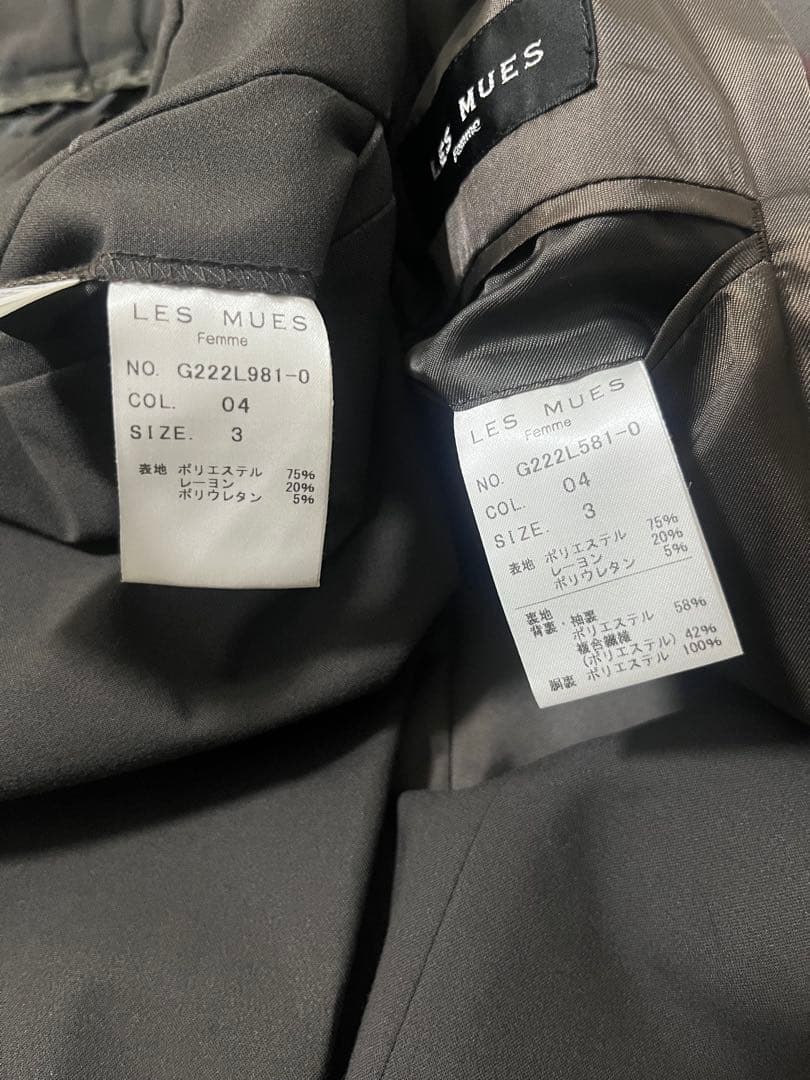 LES MUES
Femme
LES MUES
Femme
NO. G222L981-0
COL. 04
SIZE. 3
表地 ポリエステル 75%
レーヨン 20%
ポリウレタン 5%
LES MUES
Femme
NO. G222L581-0
COL. 04
SIZE. 3
表地 ポリエステル 75%
レーヨン 20%
ポリウレタン 5%
裏地
背裏・袖裏
ポリエステル 58%
複合繊維
(ポリエステル) 42%
胴裏 ポリエステル 100%